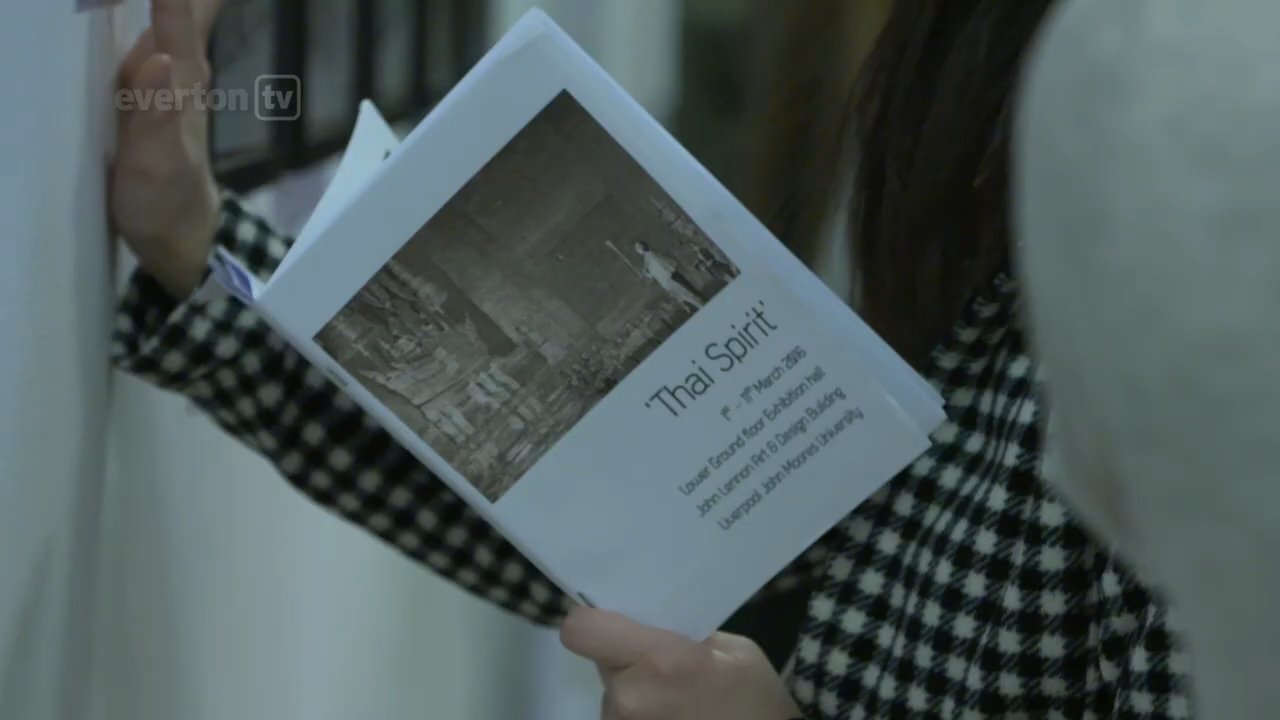 everton tv
'Thai Spirit'
1st - 11th March 2016
Lower Ground floor Exhibition hall
John Lennon Art & Design Building
Liverpool John Moores University